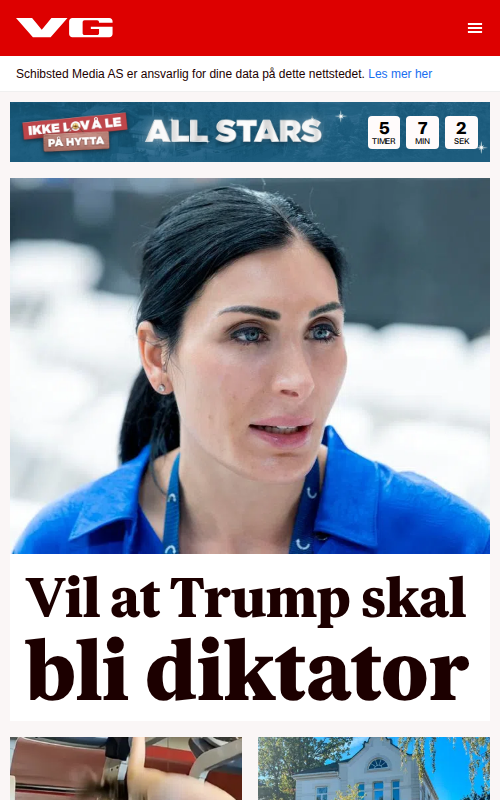 VG
Schibsted Media AS er ansvarlig for dine data på dette nettstedet. Les mer her
IKKE LOV Å LE
PÅ HYTTA
ALL STARS
5 7 2
TIMER MIN SEK
Vil at Trump skal
bli diktator